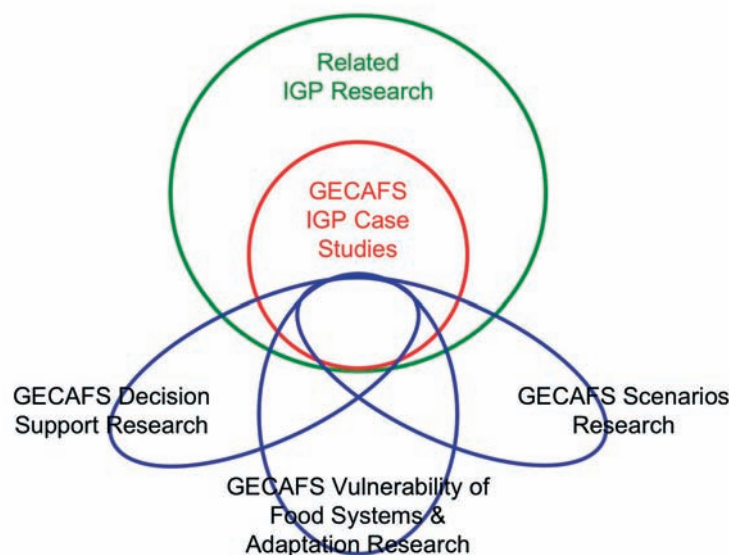 Related
IGP Research
GECAFS
IGP Case
Studies
GECAFS Decision
Support Research
GECAFS Scenarios
Research
GECAFS Vulnerability of
Food Systems &
Adaptation Research